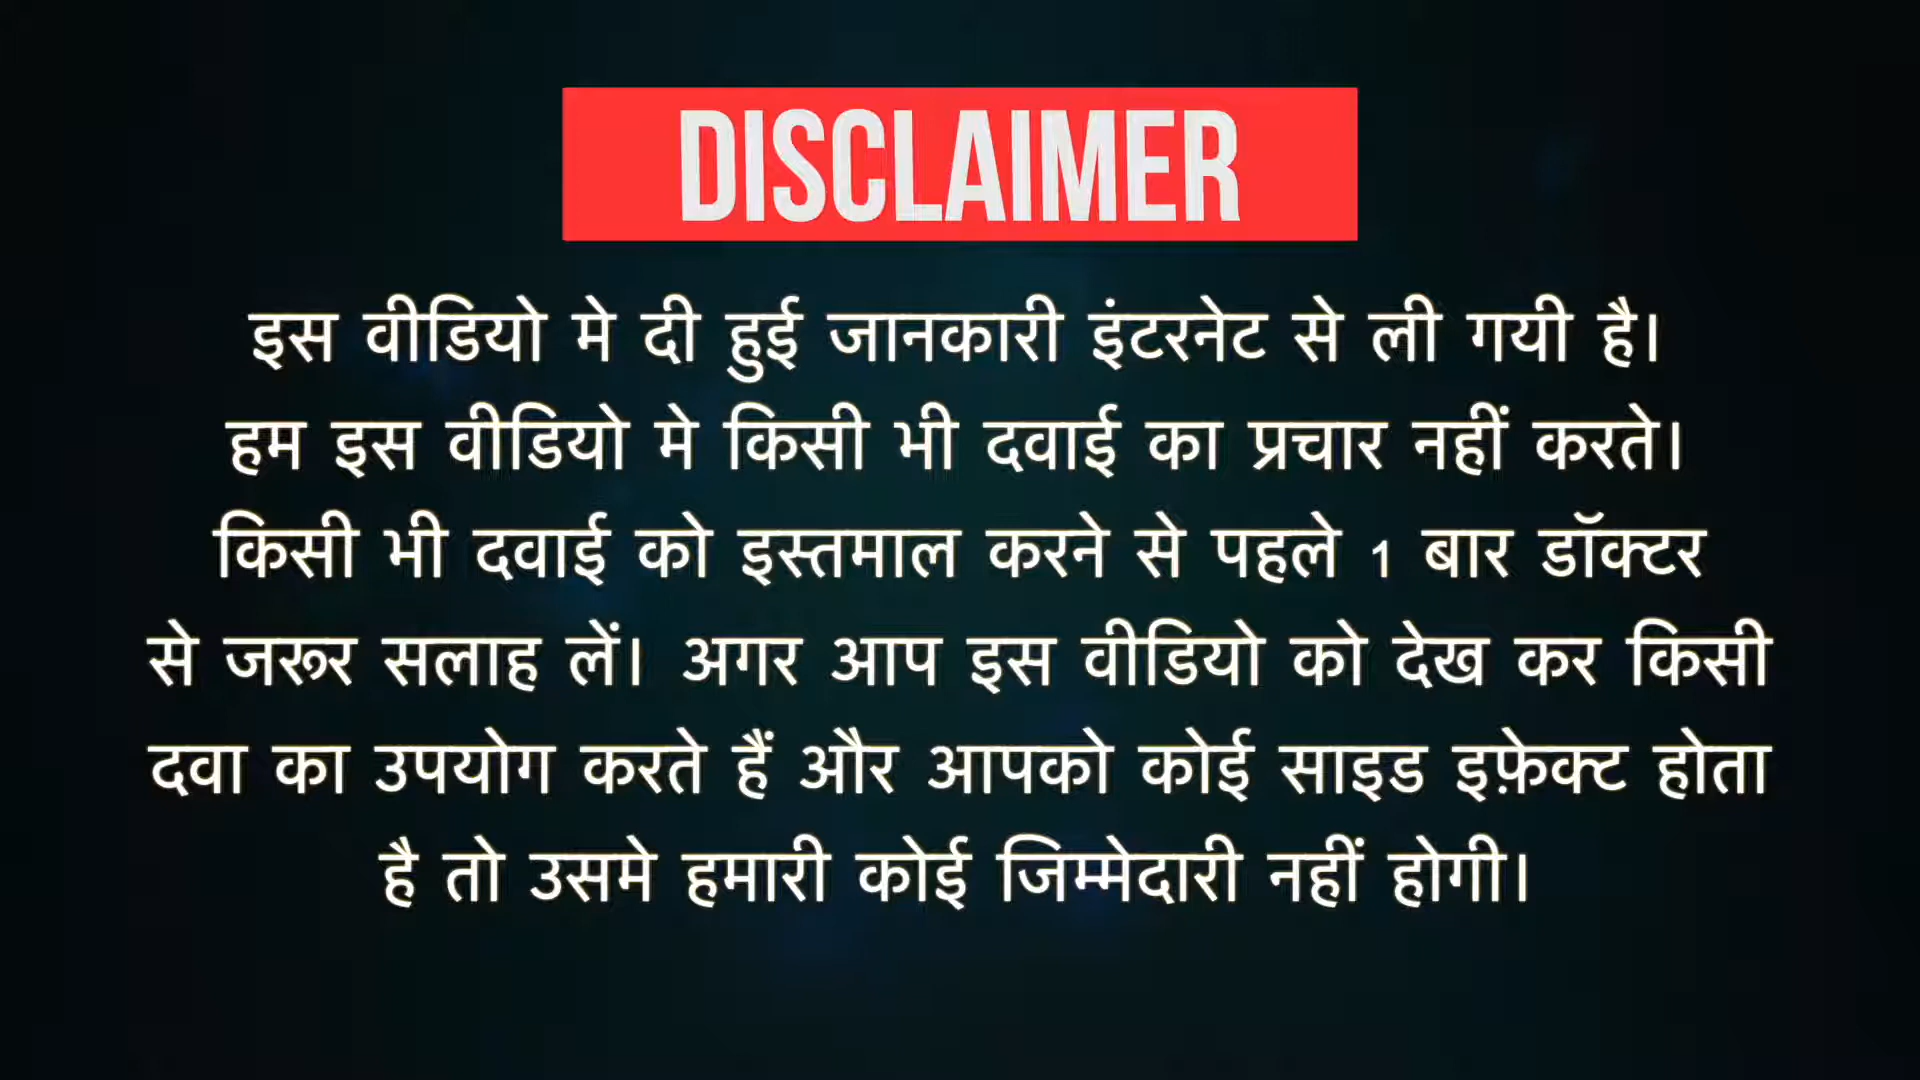 DISCLAIMER
इस वीडियो मे दी हुई जानकारी इंटरनेट से ली गयी है।
हम इस वीडियो मे किसी भी दवाई का प्रचार नहीं करते।
किसी भी दवाई को इस्तमाल करने से पहले 1 बार डॉक्टर
से जरूर सलाह लें। अगर आप इस वीडियो को देख कर किसी
दवा का उपयोग करते हैं और आपको कोई साइड इफ़ेक्ट होता
है तो उसमे हमारी कोई जिम्मेदारी नहीं होगी।